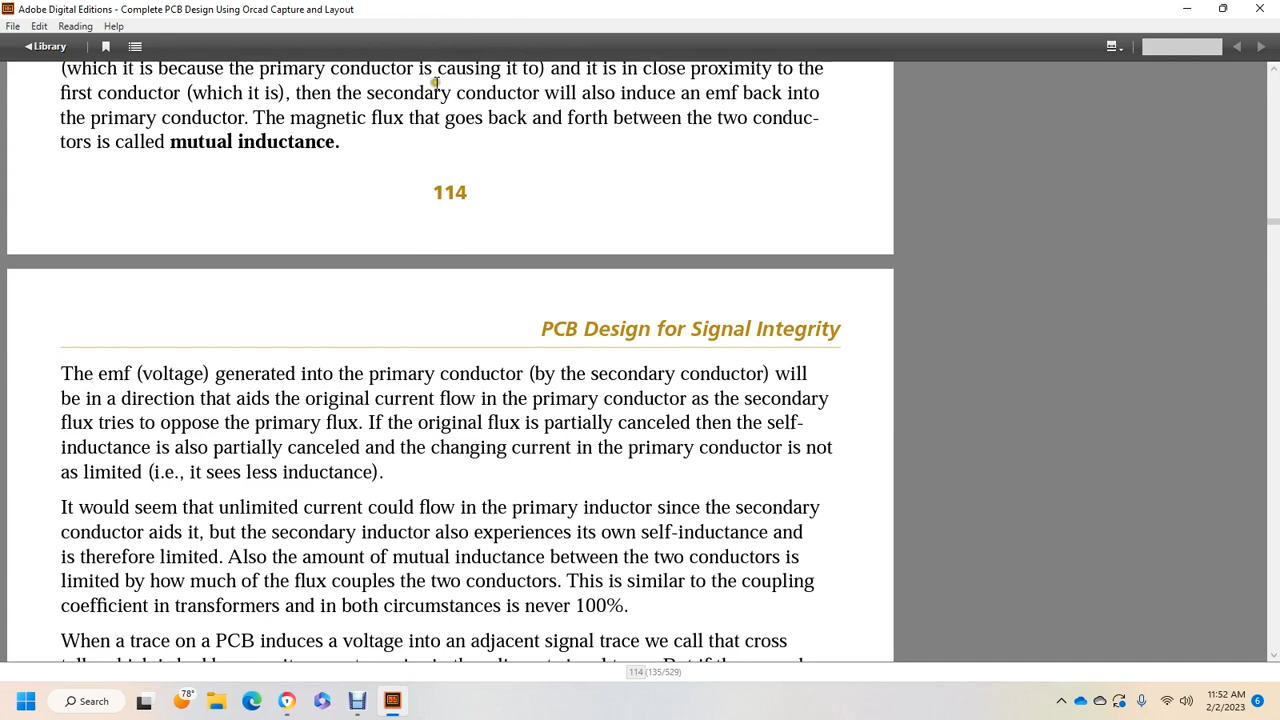 Adobe Digital Editions - Complete PCB Design Using Orcad Capture and Layout
File Edit Reading Help
Library
(which it is because the primary conductor is causing it to) and it is in close proximity to the
first conductor (which it is), then the secondary conductor will also induce an emf back into
the primary conductor. The magnetic flux that goes back and forth between the two conduc-
tors is called mutual inductance.
114
PCB Design for Signal Integrity
The emf (voltage) generated into the primary conductor (by the secondary conductor) will
be in a direction that aids the original current flow in the primary conductor as the secondary
flux tries to oppose the primary flux. If the original flux is partially canceled then the self-
inductance is also partially canceled and the changing current in the primary conductor is not
as limited (i.e., it sees less inductance).
It would seem that unlimited current could flow in the primary inductor since the secondary
conductor aids it, but the secondary inductor also experiences its own self-inductance and
is therefore limited. Also the amount of mutual inductance between the two conductors is
limited by how much of the flux couples the two conductors. This is similar to the coupling
coefficient in transformers and in both circumstances is never 100%.
When a trace on a PCB induces a voltage into an adjacent signal trace we call that cross
114 (135/529)
78°
Search
11:52 AM
2/2/2023
6